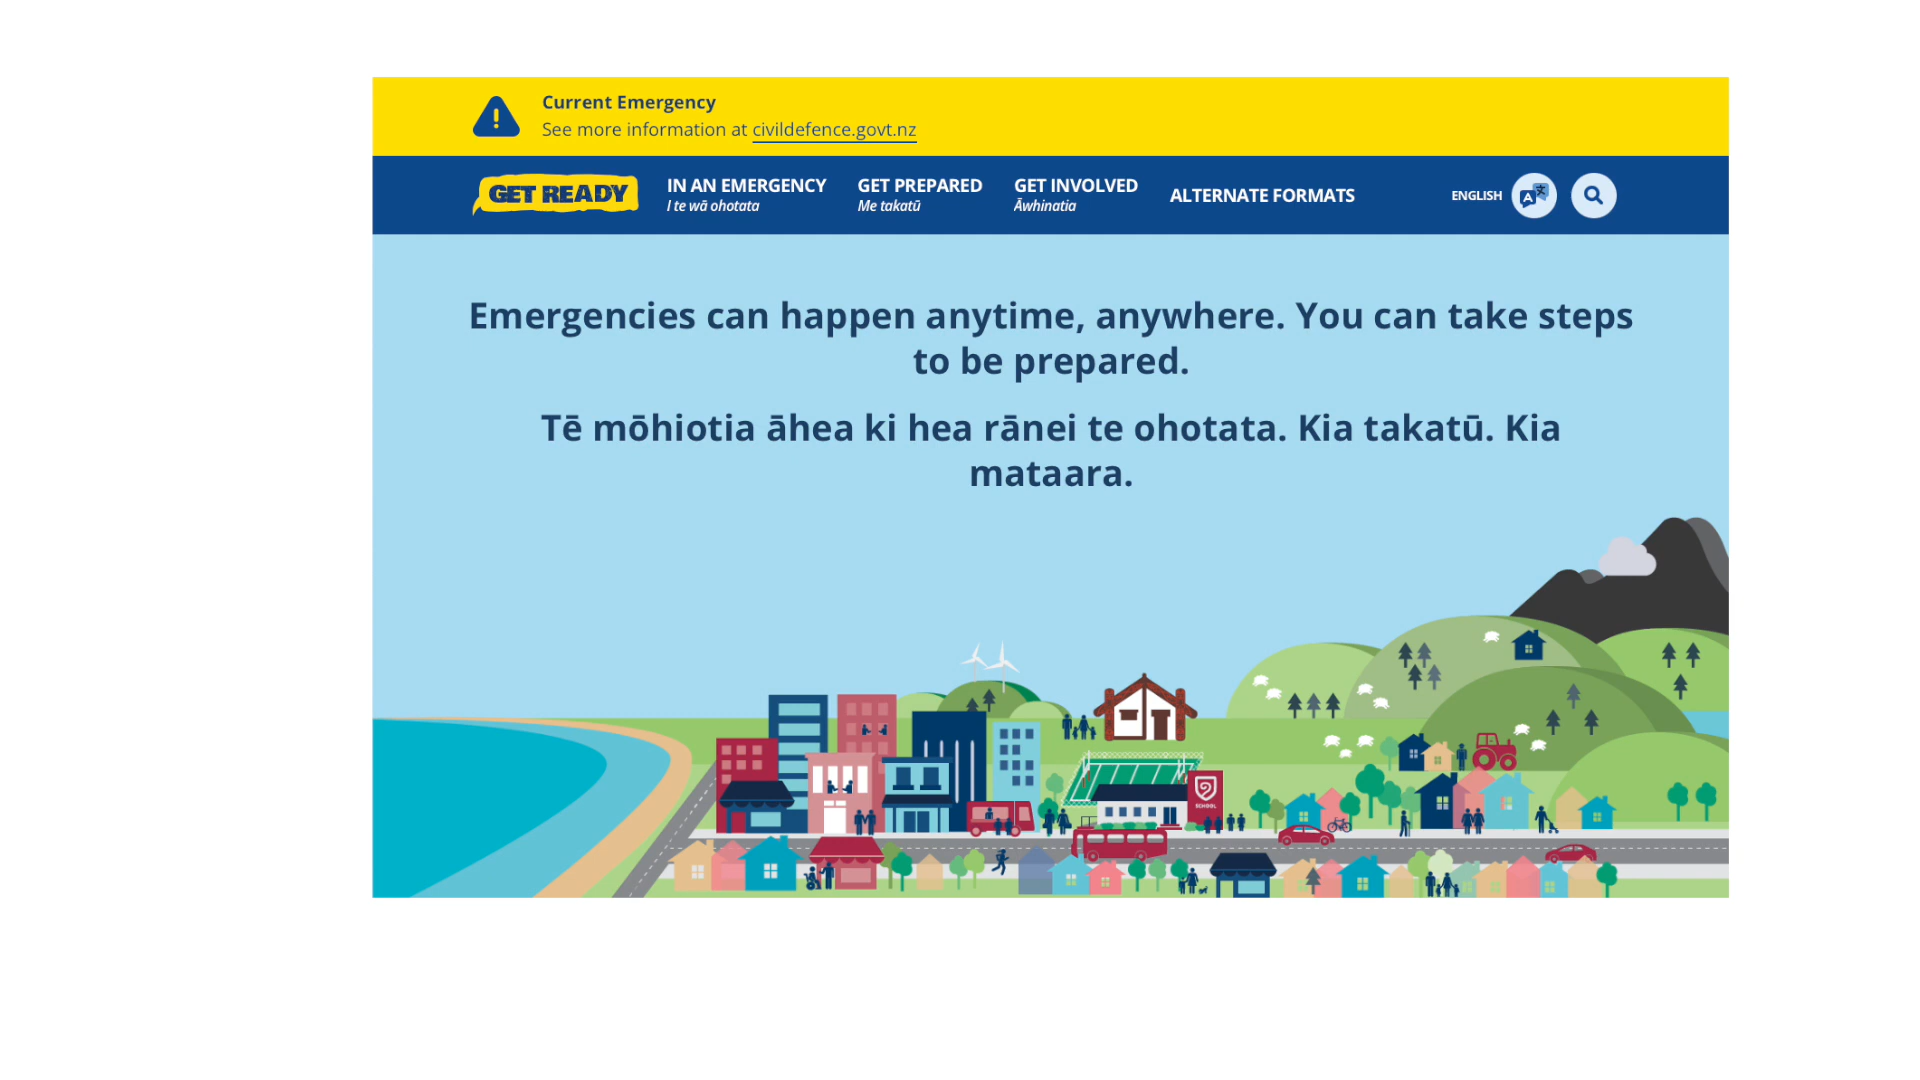 Current Emergency
See more information at civildefence.govt.nz
GET READY
IN AN EMERGENCY
I te wā ohotata
GET PREPARED
Me takatū
GET INVOLVED
Āwhinatia
ALTERNATE FORMATS
ENGLISH
Emergencies can happen anytime, anywhere. You can take steps
to be prepared.
Tē mōhiotia āhea ki hea rānei te ohotata. Kia takatū. Kia
mataara.
SCHOOL